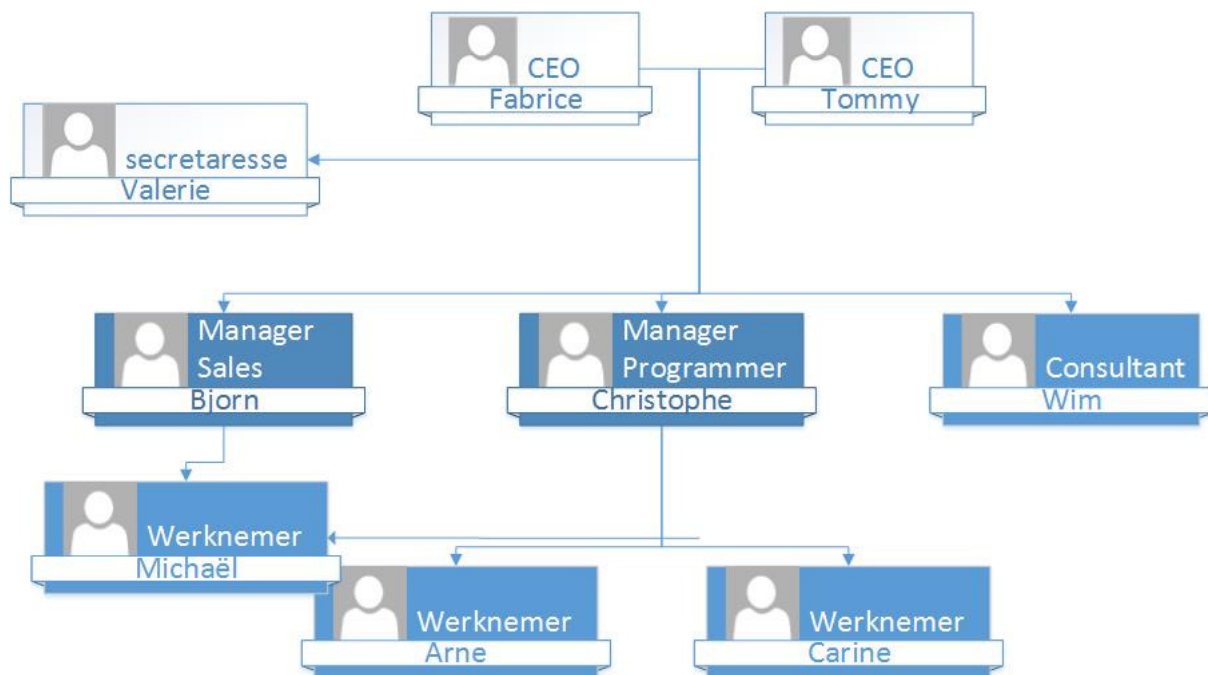 CEO
Fabrice
CEO
Tommy
secretaresse
Valerie
Manager
Sales
Bjorn
Manager
Programmer
Christophe
Consultant
Wim
Werknemer
Michaël
Werknemer
Arne
Werknemer
Carine